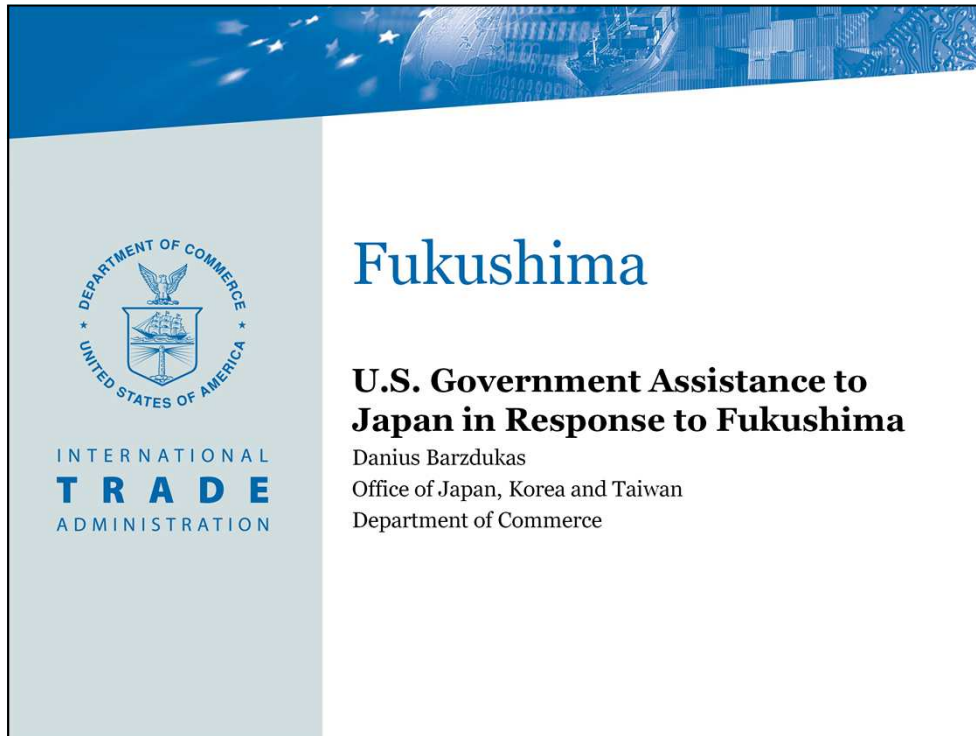 DEPARTMENT OF COMMERCE
UNITED STATES OF AMERICA
INTERNATIONAL
TRADE
ADMINISTRATION
Fukushima
U.S. Government Assistance to
Japan in Response to Fukushima
Danius Barzdukas
Office of Japan, Korea and Taiwan
Department of Commerce